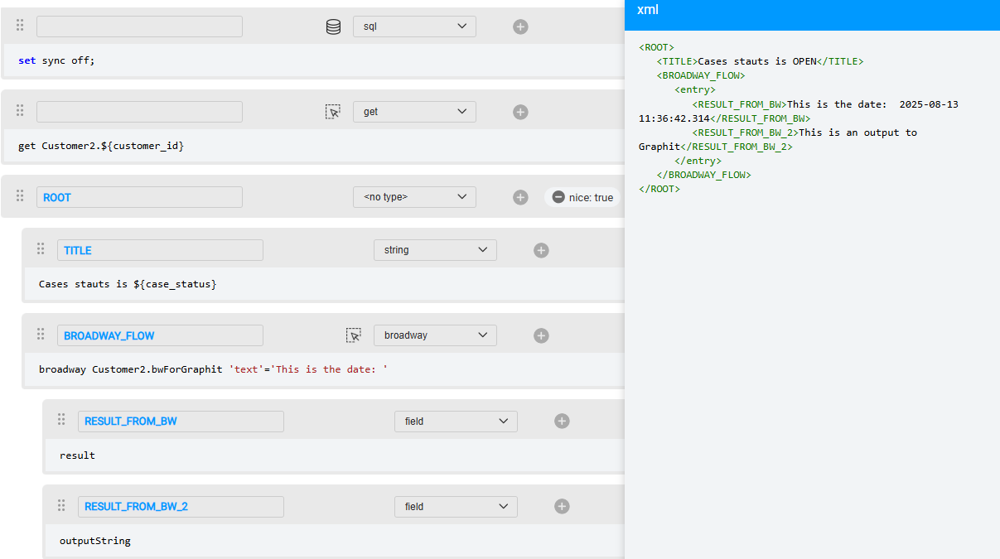 sql
set sync off;
get
get Customer2.${customer_id}
ROOT
<no type>
nice: true
TITLE
string
Cases stauts is ${case_status}
BROADWAY_FLOW
broadway
broadway Customer2.bwForGraphit 'text'='This is the date: '
RESULT_FROM_BW
field
result
RESULT_FROM_BW_2
field
outputString
xml
<ROOT>
<TITLE>Cases stauts is OPEN</TITLE>
<BROADWAY_FLOW>
<entry>
<RESULT_FROM_BW>This is the date:  2025-08-13
11:36:42.314</RESULT_FROM_BW>
<RESULT_FROM_BW_2>This is an output to
Graphit</RESULT_FROM_BW_2>
</entry>
</BROADWAY_FLOW>
</ROOT>